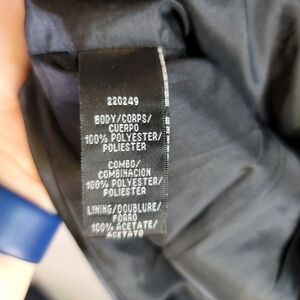 220249
BODY/CORPS/
CUERPO
100% POLYESTER/
POLIESTER
COMBO/
COMBINACION
100% POLYESTER/
POLIESTER
LINING/DOUBLURE/
FORRO
100% ACETATE/
ACETATO